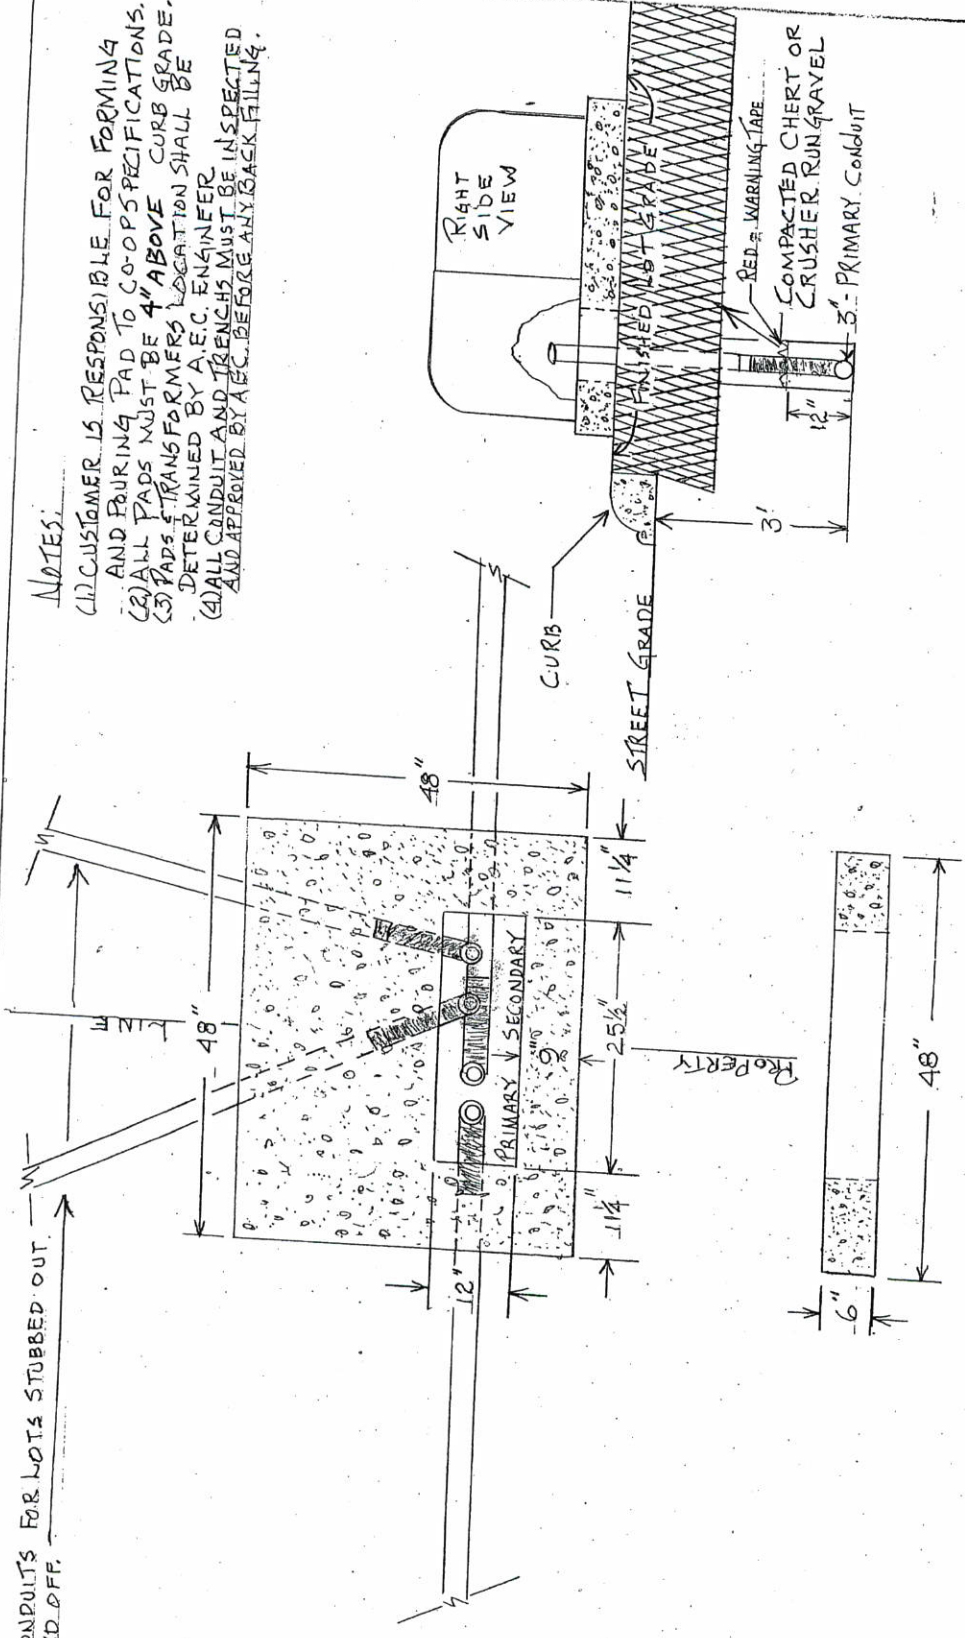 ONDUITS FOR LOTS STUBBED OUT
ED OFF.
NOTES:
(1) CUSTOMER IS RESPONSIBLE FOR FORMING
AND POURING PAD TO CO-OP SPECIFICATIONS.
(2) ALL PADS MUST BE 4" ABOVE CURB GRADE.
(3) PADS & TRANSFORMERS LOCATION SHALL BE
DETERMINED BY A.E.C. ENGINEER
(4) ALL CONDUIT AND TRENCHS MUST BE INSPECTED
AND APPROVED BY A.E.C. BEFORE ANY BACK FILLING.
48"
48"
12"
PRIMARY
SECONDARY
9"
11¼"
25½"
11¼"
PROPERTY
LINE
6"
48"
RIGHT
SIDE
VIEW
FINISHED LOT GRADE
CURB
STREET GRADE
3'
12"
RED - WARNING TAPE
COMPACTED CHERT OR
CRUSHER RUN GRAVEL
3" - PRIMARY CONDUIT